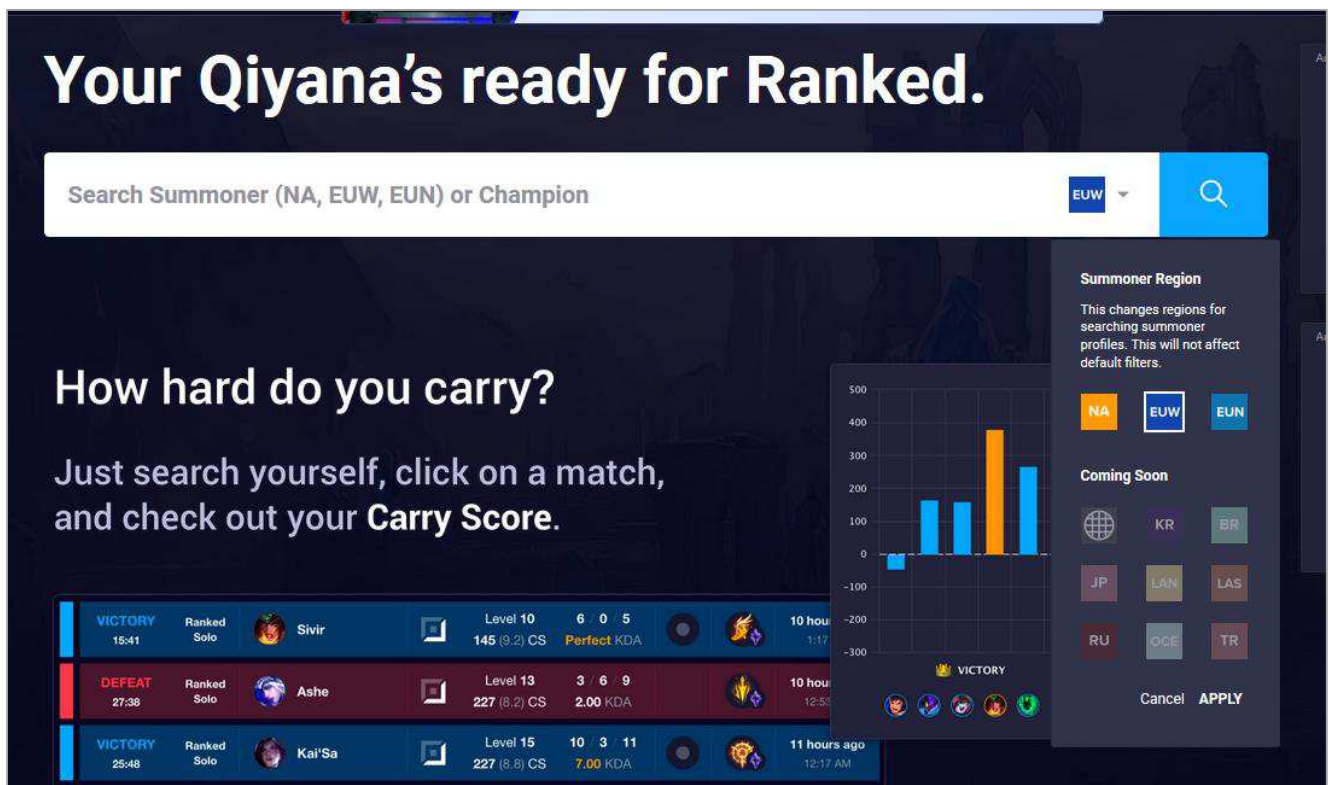 Your Qiyana's ready for Ranked.
Search Summoner (NA, EUW, EUN) or Champion
EUW
Summoner Region
This changes regions for
searching summoner
profiles. This will not affect
default filters.
NA EUW EUN
Coming Soon
KR BR
JP LAN LAS
RU OCE TR
Cancel APPLY
How hard do you carry?
Just search yourself, click on a match,
and check out your Carry Score.
500
400
300
200
100
0
-100
-200
-300
VICTORY
VICTORY Ranked Sivir Level 10 6 / 0 / 5
15:41 Solo 145 (9.2) CS Perfect KDA 1:17
DEFEAT Ranked Ashe Level 13 3 / 6 / 9
27:38 Solo 227 (8.2) CS 2.00 KDA 12:53
VICTORY Ranked Kai'Sa Level 15 10 / 3 / 11 11 hours ago
25:48 Solo 227 (8.8) CS 7.00 KDA 12:17 AM